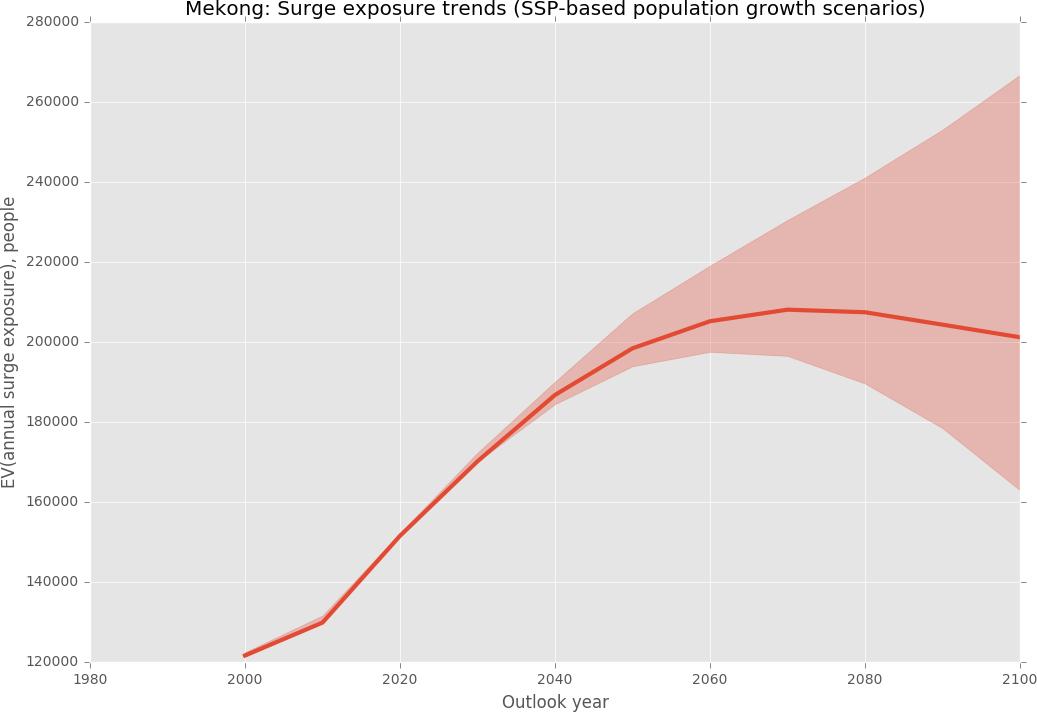 Mekong: Surge exposure trends (SSP-based population growth scenarios)
EV(annual surge exposure), people
280000
260000
240000
220000
200000
180000
160000
140000
120000
1980 2000 2020 2040 2060 2080 2100
Outlook year